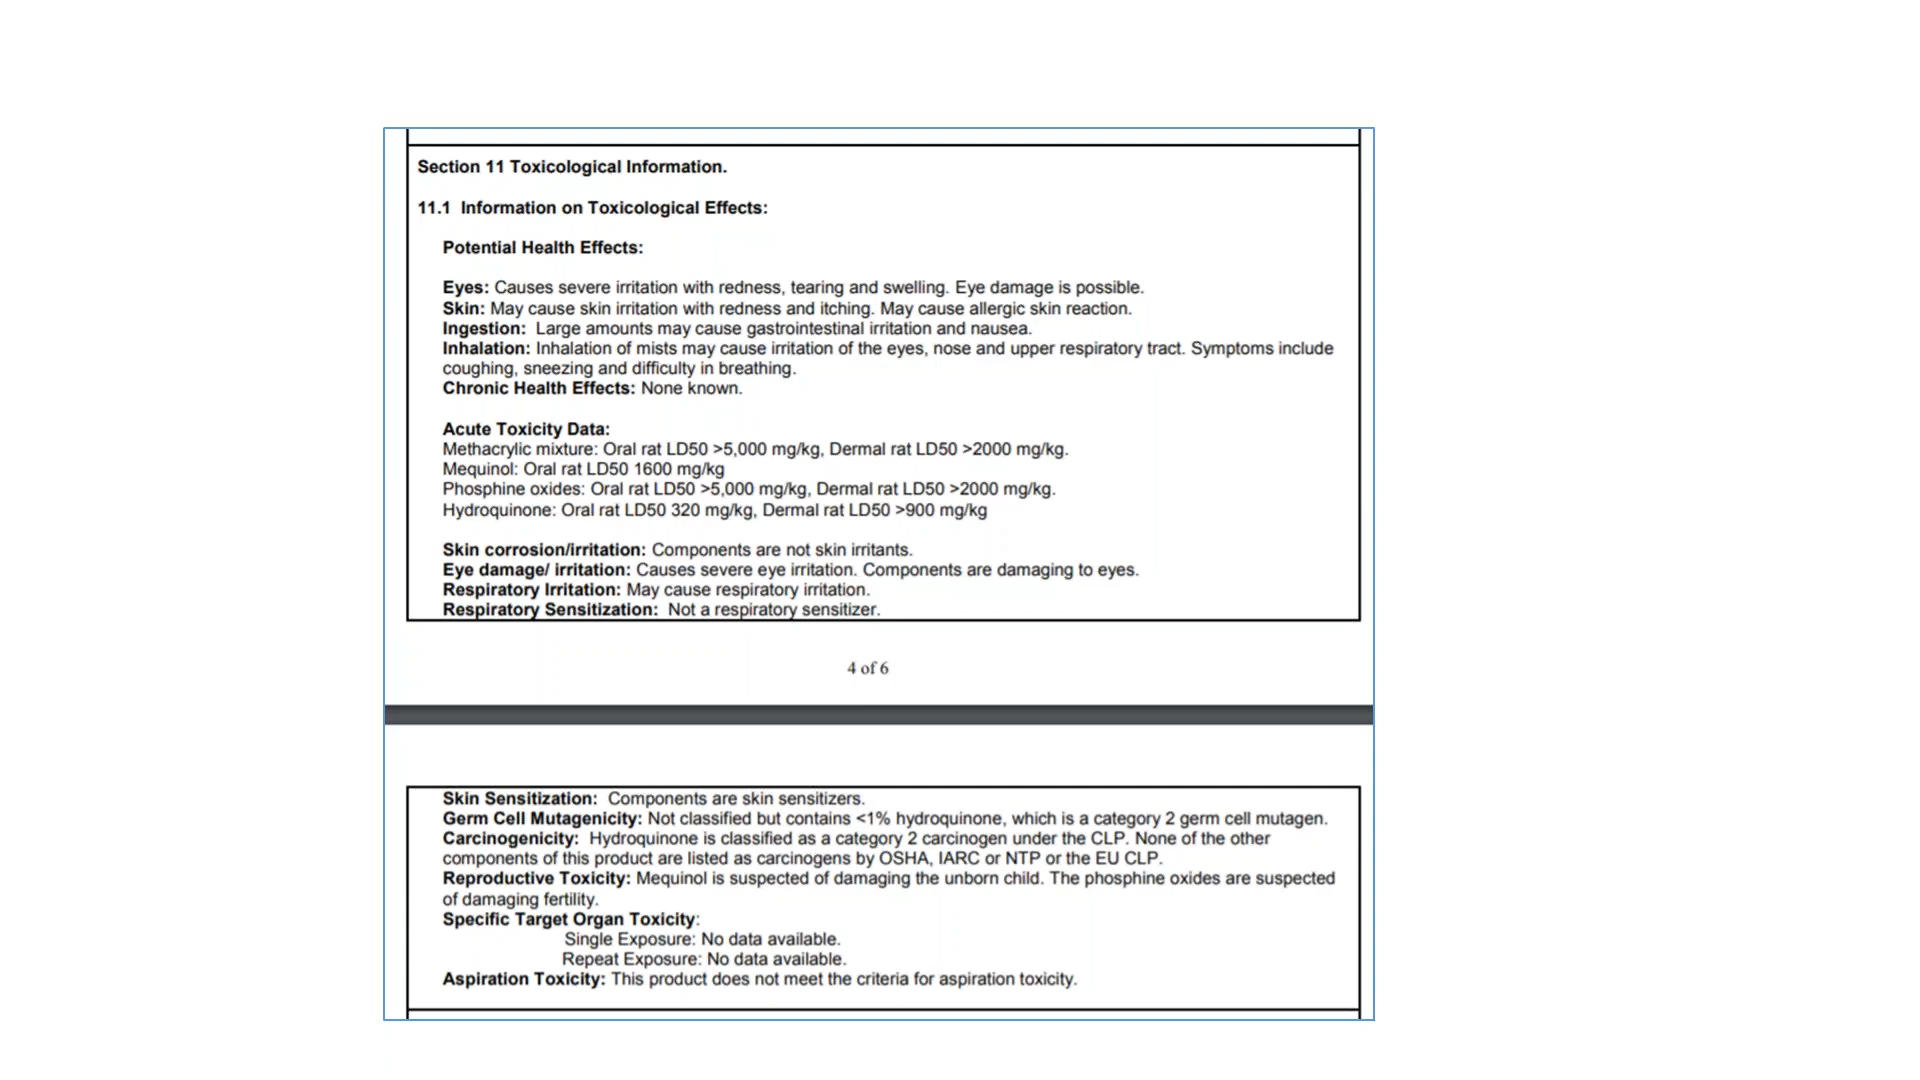 Section 11 Toxicological Information.
11.1 Information on Toxicological Effects:
Potential Health Effects:
Eyes: Causes severe irritation with redness, tearing and swelling. Eye damage is possible.
Skin: May cause skin irritation with redness and itching. May cause allergic skin reaction.
Ingestion: Large amounts may cause gastrointestinal irritation and nausea.
Inhalation: Inhalation of mists may cause irritation of the eyes, nose and upper respiratory tract. Symptoms include
coughing, sneezing and difficulty in breathing.
Chronic Health Effects: None known.
Acute Toxicity Data:
Methacrylic mixture: Oral rat LD50 >5,000 mg/kg, Dermal rat LD50 >2000 mg/kg.
Mequinol: Oral rat LD50 1600 mg/kg
Phosphine oxides: Oral rat LD50 >5,000 mg/kg, Dermal rat LD50 >2000 mg/kg.
Hydroquinone: Oral rat LD50 320 mg/kg, Dermal rat LD50 >900 mg/kg
Skin corrosion/irritation: Components are not skin irritants.
Eye damage/ irritation: Causes severe eye irritation. Components are damaging to eyes.
Respiratory Irritation: May cause respiratory irritation.
Respiratory Sensitization: Not a respiratory sensitizer.
4 of 6
Skin Sensitization: Components are skin sensitizers.
Germ Cell Mutagenicity: Not classified but contains <1% hydroquinone, which is a category 2 germ cell mutagen.
Carcinogenicity: Hydroquinone is classified as a category 2 carcinogen under the CLP. None of the other
components of this product are listed as carcinogens by OSHA, IARC or NTP or the EU CLP.
Reproductive Toxicity: Mequinol is suspected of damaging the unborn child. The phosphine oxides are suspected
of damaging fertility.
Specific Target Organ Toxicity:
Single Exposure: No data available.
Repeat Exposure: No data available.
Aspiration Toxicity: This product does not meet the criteria for aspiration toxicity.